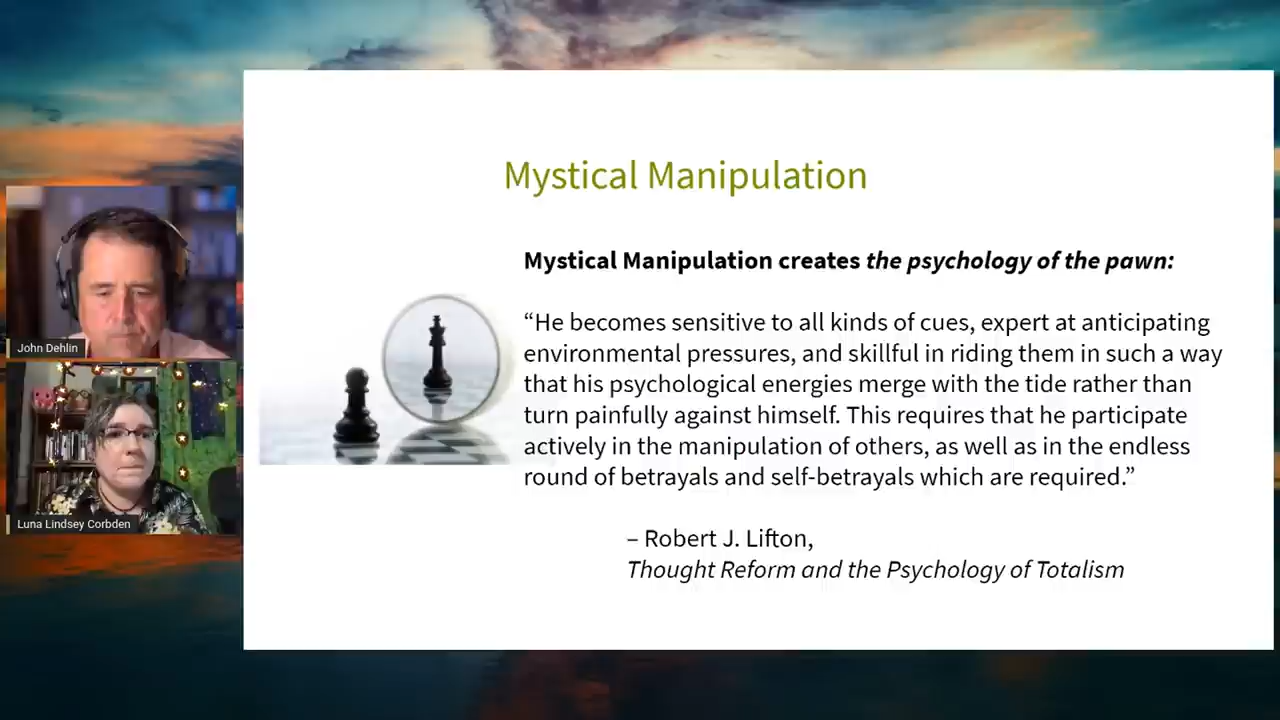 Mystical Manipulation
Mystical Manipulation creates the psychology of the pawn:
“He becomes sensitive to all kinds of cues, expert at anticipating
environmental pressures, and skillful in riding them in such a way
that his psychological energies merge with the tide rather than
turn painfully against himself. This requires that he participate
actively in the manipulation of others, as well as in the endless
round of betrayals and self-betrayals which are required.”
– Robert J. Lifton,
Thought Reform and the Psychology of Totalism
John Dehlin
Luna Lindsey Corbden